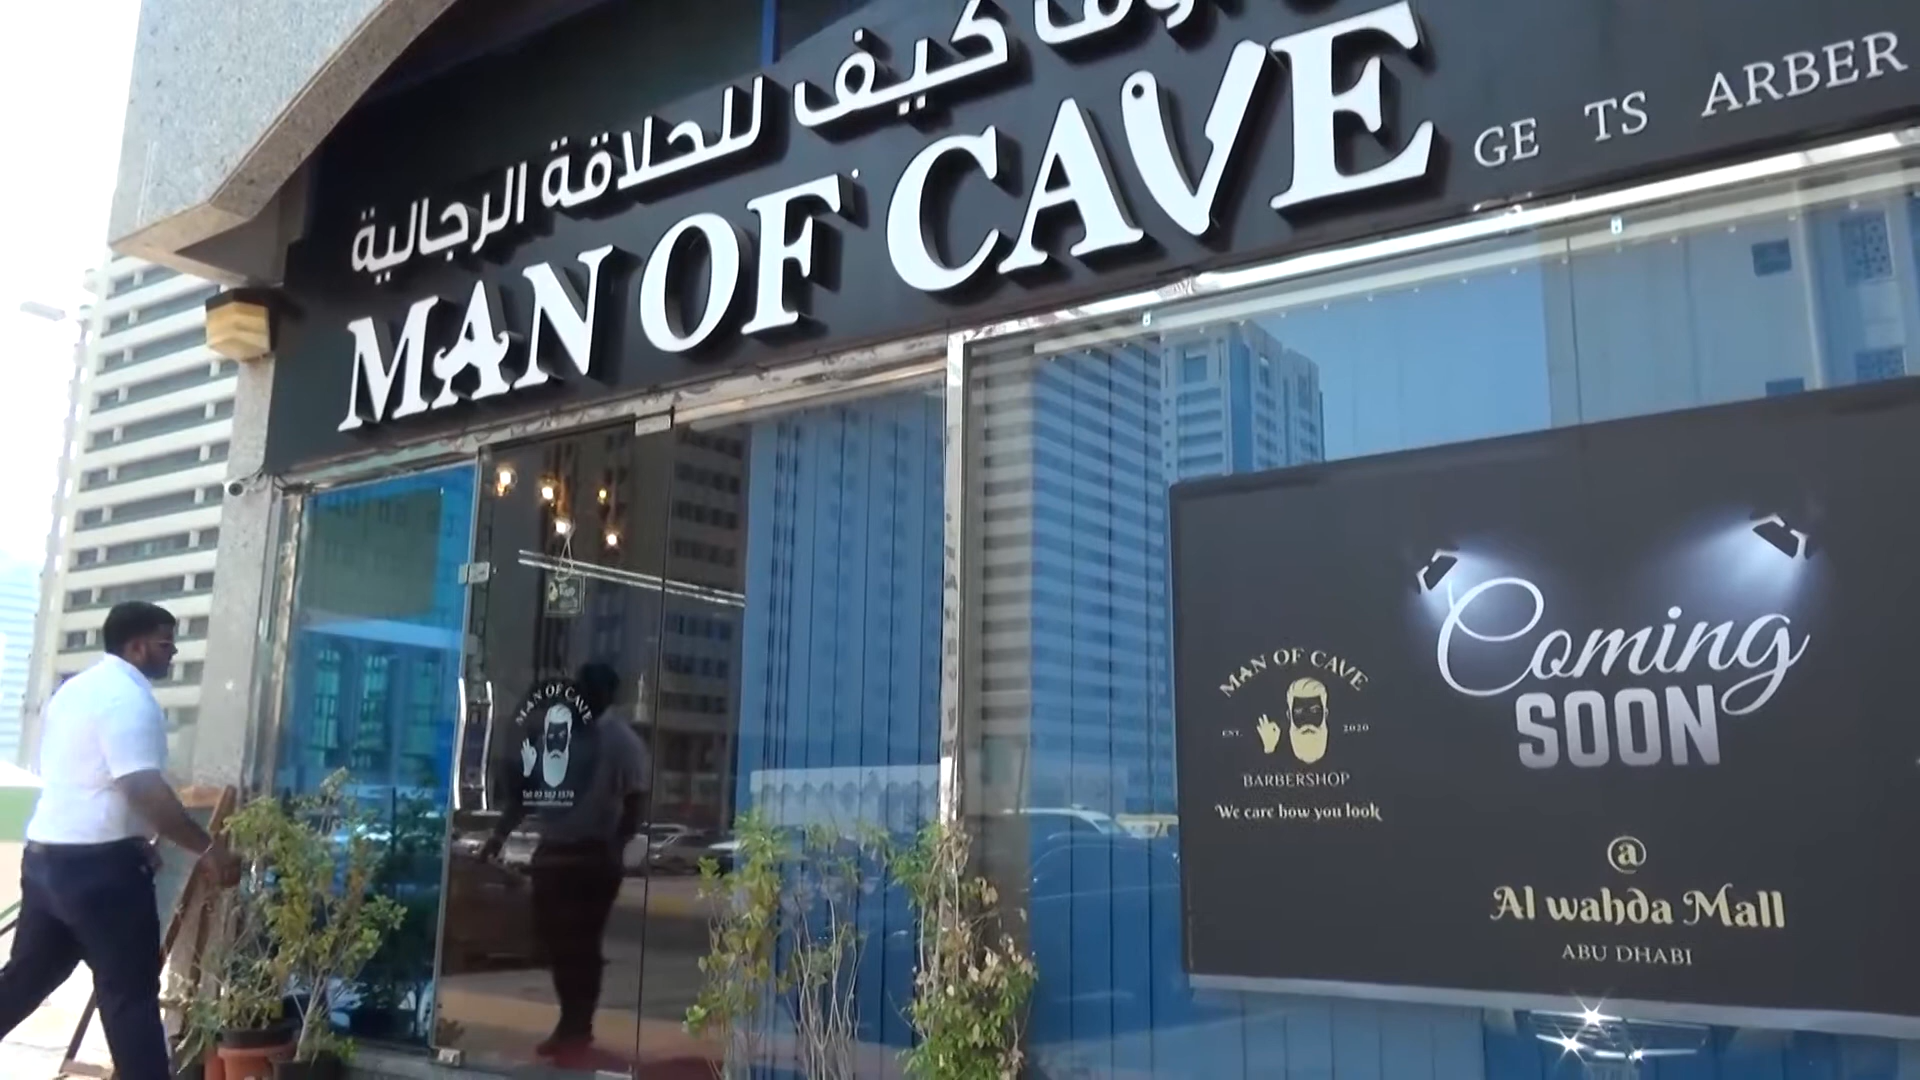 كيف للحلاقة الرجالية
MAN OF CAVE
GE TS ARBER
MAN OF CAVE
MAN OF CAVE
EST. 2020
BARBERSHOP
We care how you look
Coming
SOON
@
Al wahda Mall
ABU DHABI